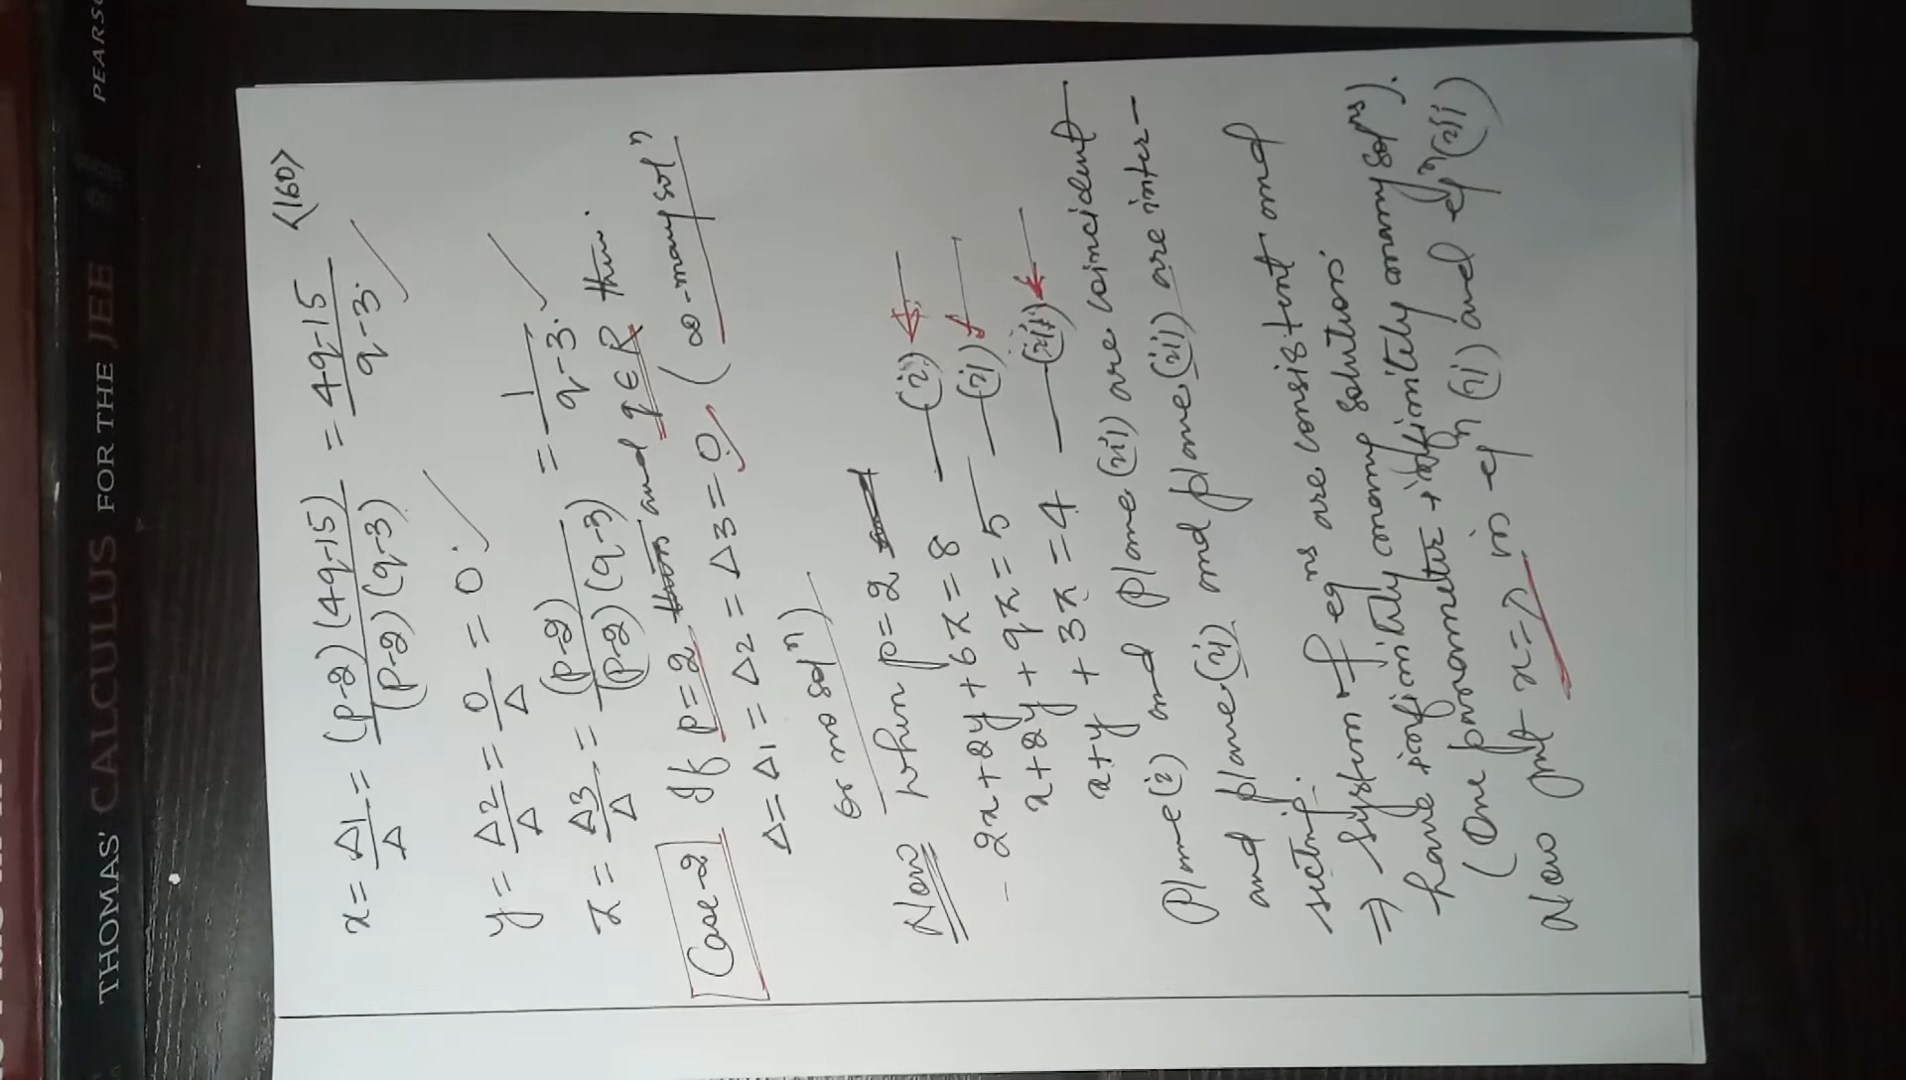 THOMAS' CALCULUS FOR THE JEE PEARS
<160>
x = Δ1/Δ = (p-2)(4q-15)/(p-2)(q-3) = 4q-15/q-3.
y = Δ2/Δ = 0/Δ = 0.
z = Δ3/Δ = (p-2)/(p-2)(q-3) = 1/q-3.
Case-2 If p=2 and q∈R then.
Δ=Δ1=Δ2=Δ3=0 (∞-many solⁿ
or no solⁿ)
Now when p=2
2x+2y+6z=8 —(i)
x+2y+qz=5 —(ii)
x+y+3z=4 —(iii)
Plane(i) and plane(iii) are coincident
and plane(ii) and plane(iii) are inter-
secting.
⇒ System of eqⁿˢ are consistent and
have infinitely many solutions.
(One parametric infinitely many solⁿˢ).
Now put x=λ in eqⁿ(ii) and eqⁿ(iii)